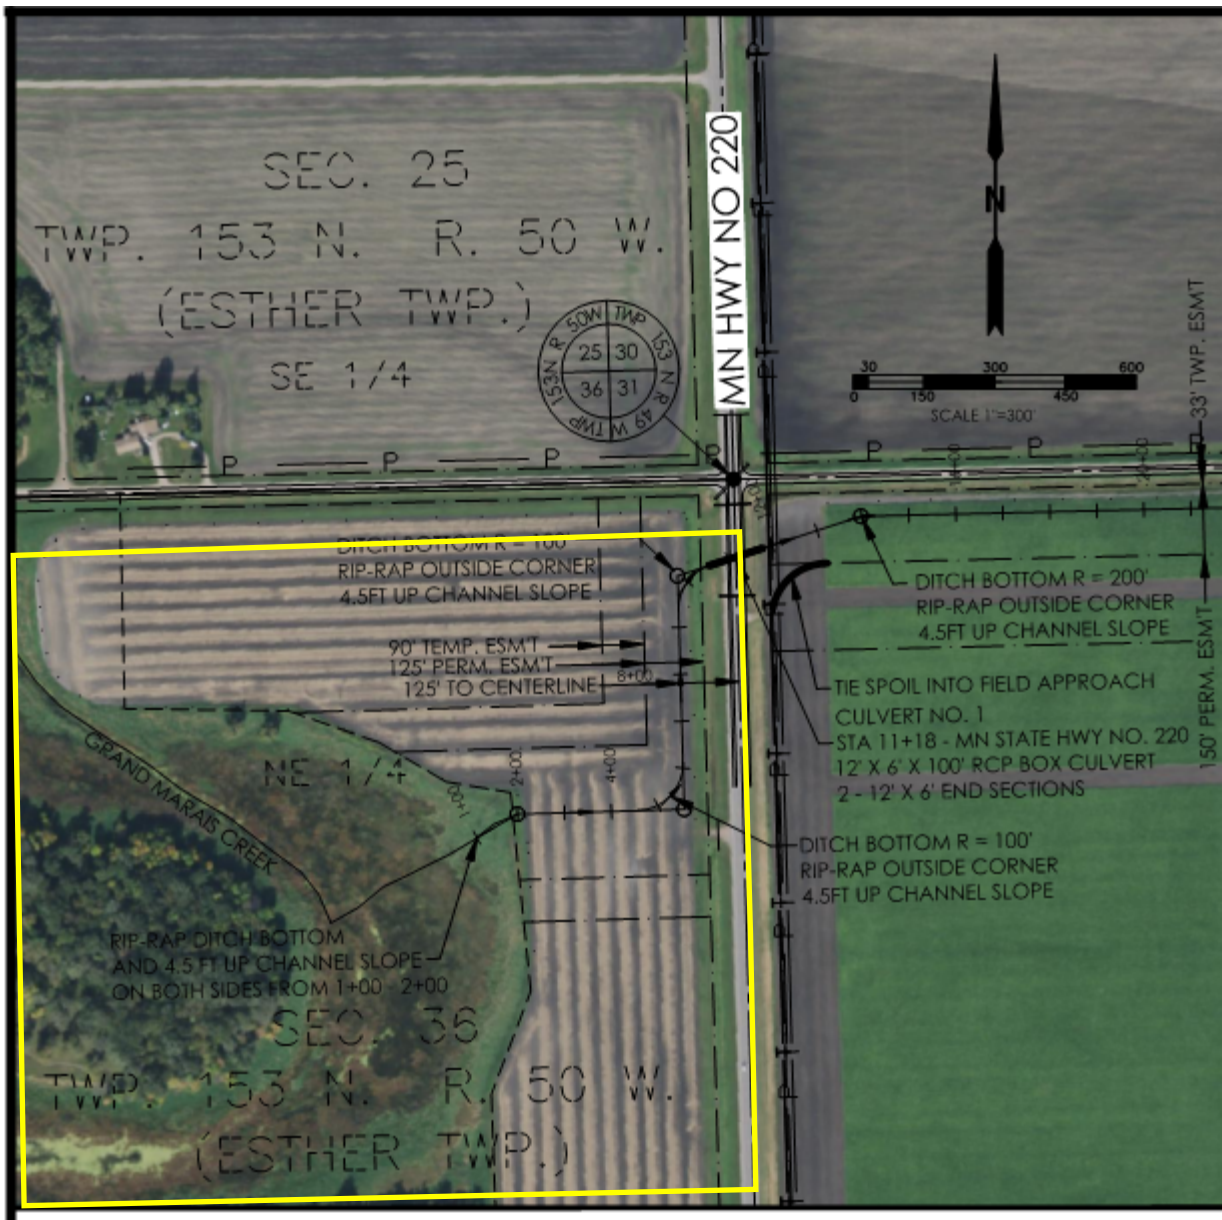 SEC. 25
TWP. 153 N. R. 50 W.
(ESTHER TWP.)
SE 1/4
MN HWY NO 220
TWP 153N R 50W
TWP 153 N R 49 W
25 30
36 31
N
30 300 600
0 150 450
SCALE 1"=300'
33' TWP. ESM'T
150' PERM. ESM'T
P P P P P P
DITCH BOTTOM R = 100'
RIP-RAP OUTSIDE CORNER
4.5FT UP CHANNEL SLOPE
90' TEMP. ESM'T
125' PERM. ESM'T
125' TO CENTERLINE
8+00
DITCH BOTTOM R = 200'
RIP-RAP OUTSIDE CORNER
4.5FT UP CHANNEL SLOPE
TIE SPOIL INTO FIELD APPROACH
CULVERT NO. 1
STA 11+18 - MN STATE HWY NO. 220
12' X 6' X 100' RCP BOX CULVERT
2 - 12' X 6' END SECTIONS
GRAND MARAIS CREEK
NE 1/4
1+00
2+00
4+00
DITCH BOTTOM R = 100'
RIP-RAP OUTSIDE CORNER
4.5FT UP CHANNEL SLOPE
RIP-RAP DITCH BOTTOM
AND 4.5 FT UP CHANNEL SLOPE
ON BOTH SIDES FROM 1+00 - 2+00
SEC. 36
TWP. 153 N. R. 50 W.
(ESTHER TWP.)